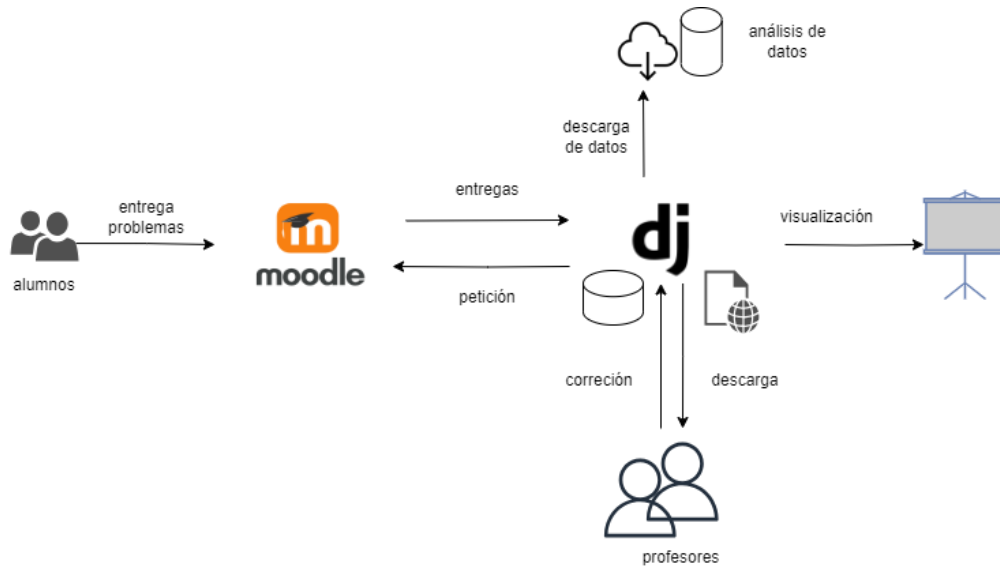 análisis de
datos
descarga
de datos
entrega
problemas
entregas
visualización
dj
moodle
alumnos
petición
correción
descarga
profesores